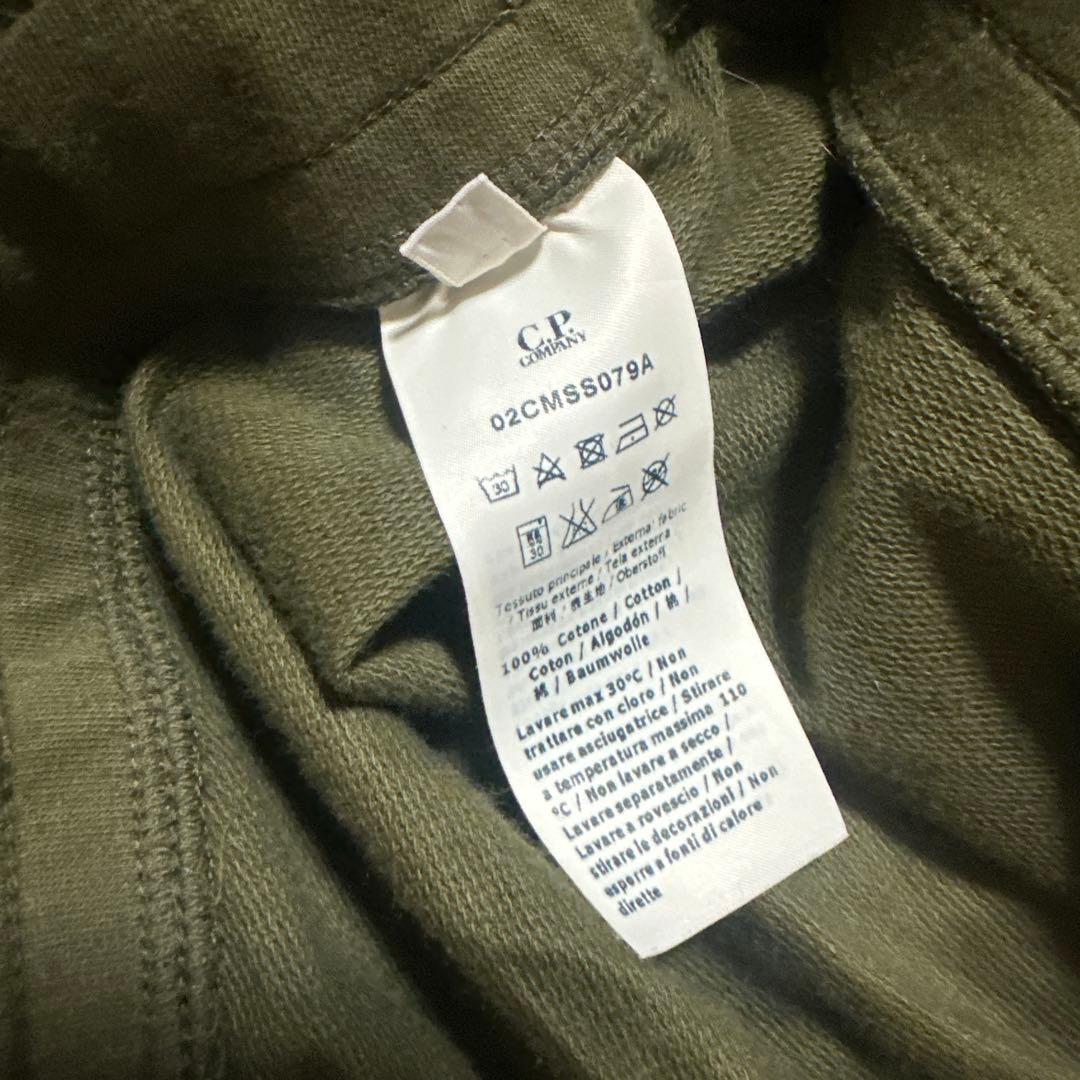 C.P.
COMPANY
02CMSS079A
30
30
Tessuto principale / External fabric
/ Tissu externe / Tela externa
面料 / 表生地 / Oberstoff
100% Cotone / Cotton /
Coton / Algodón / 棉 /
綿 / Baumwolle
Lavare max 30°C / Non
trattare con cloro / Non
usare asciugatrice / Stirare
a temperatura massima 110
°C / Non lavare a secco /
Lavare separatamente /
Lavare a rovescio / Non
stirare le decorazioni / Non
esporre a fonti di calore
dirette